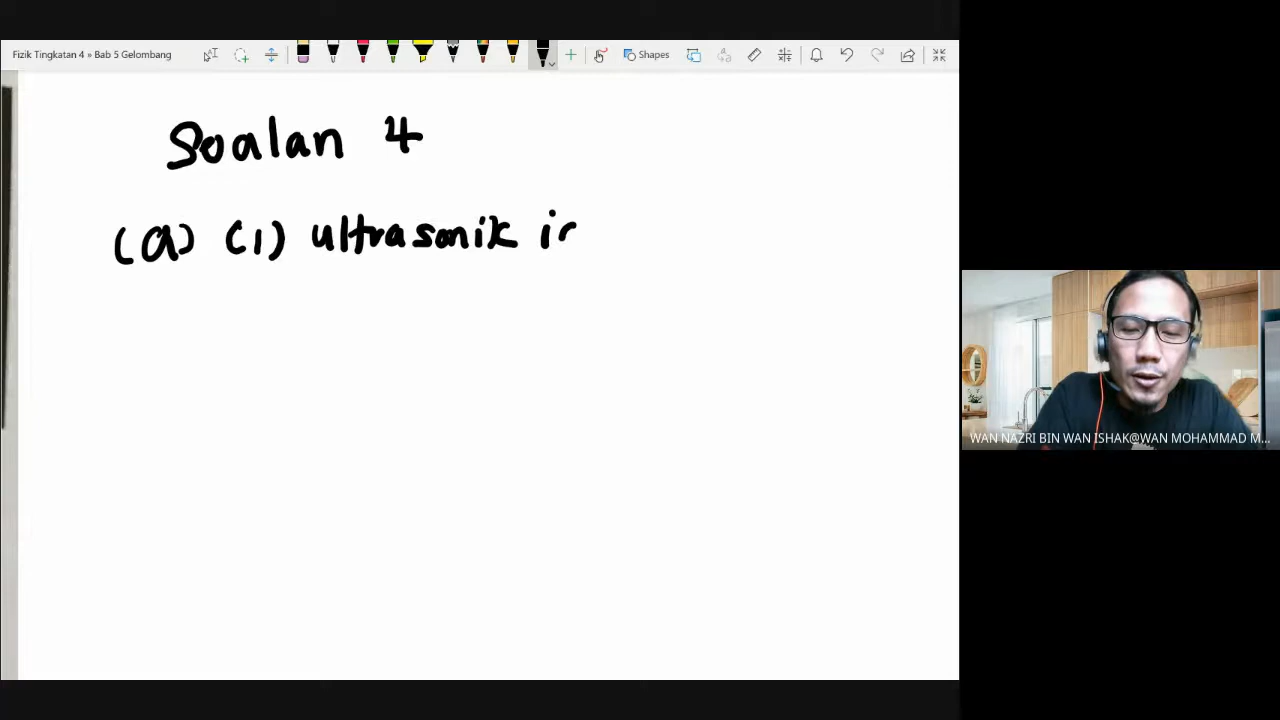 Fizik Tingkatan 4 » Bab 5 Gelombang
Shapes
Soalan 4
(a) (i) ultrasonik
WAN NAZRI BIN WAN ISHAK@WAN MOHAMMAD M...